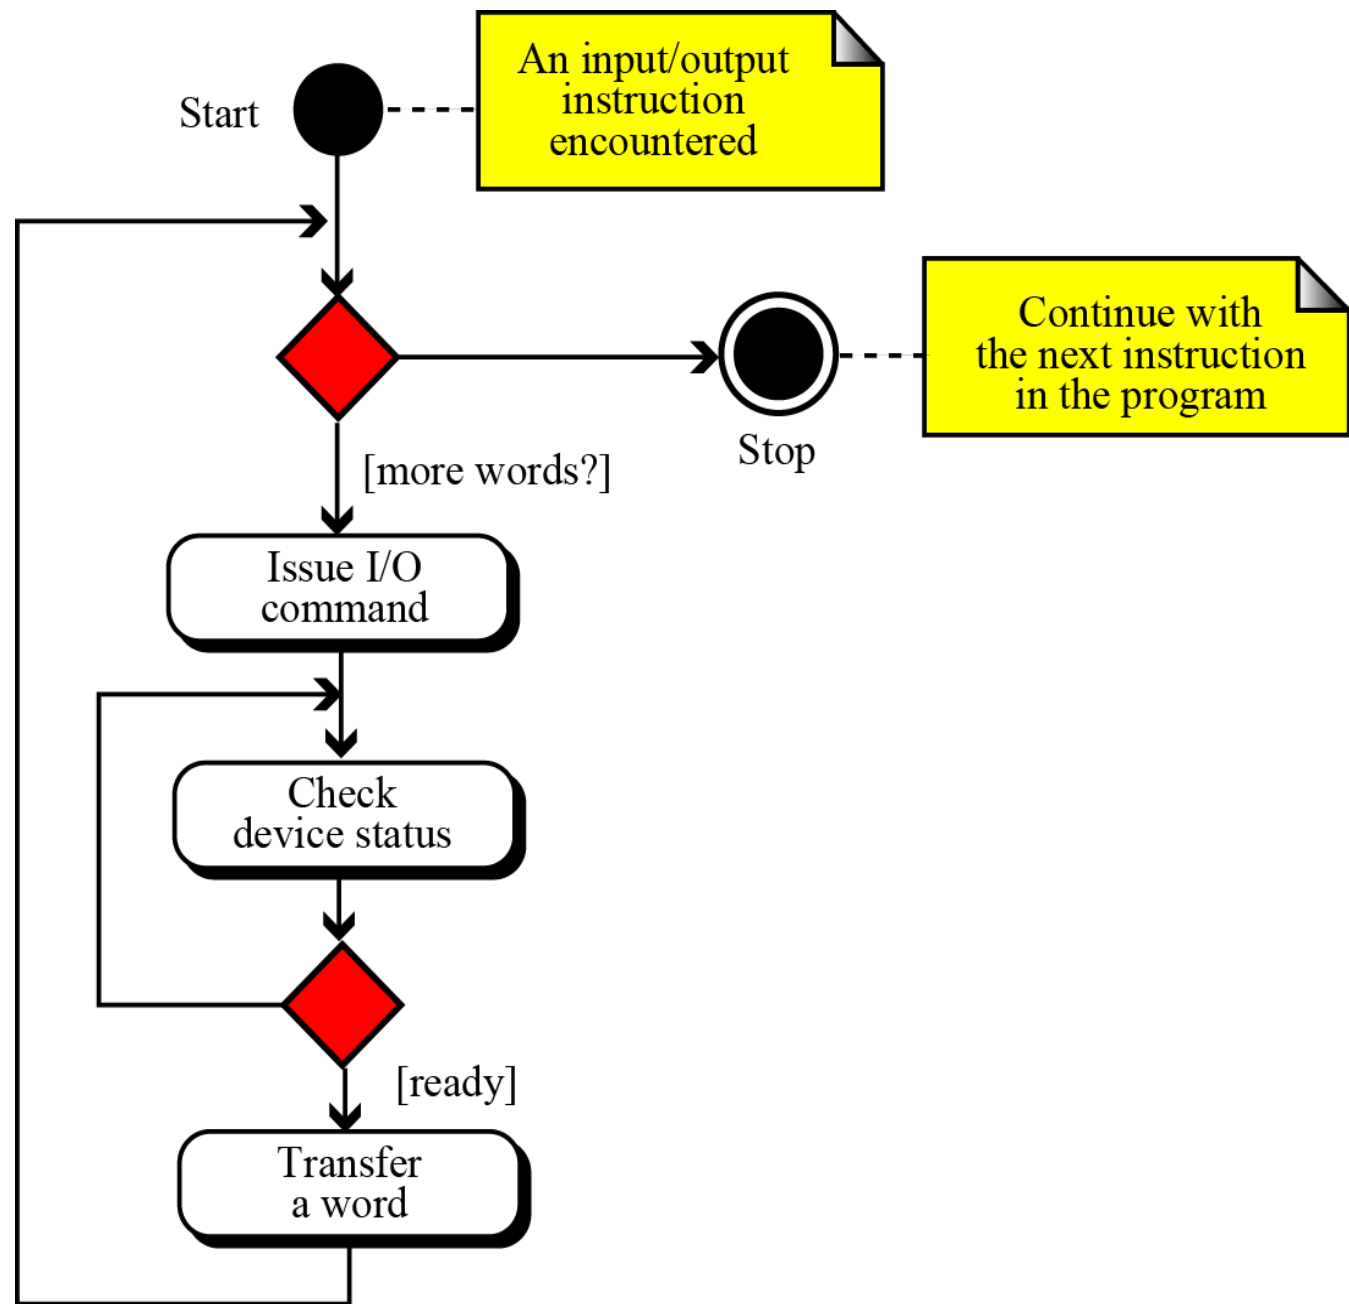 An input/output
instruction
encountered
Start
Continue with
the next instruction
in the program
Stop
[more words?]
Issue I/O
command
Check
device status
[ready]
Transfer
a word